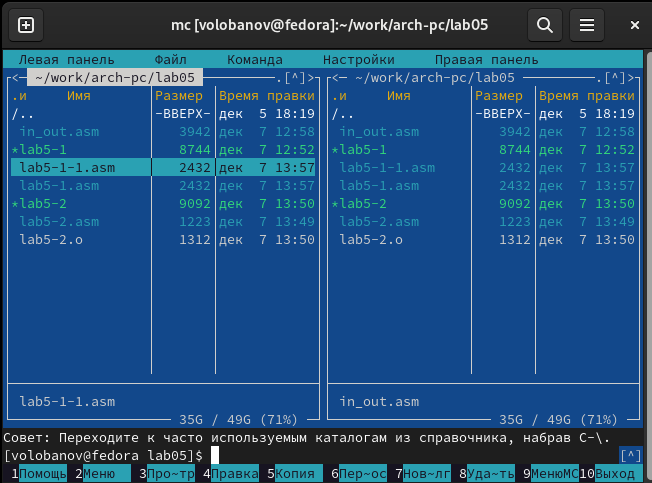 mc [volobanov@fedora]:~/work/arch-pc/lab05
Левая панель Файл Команда Настройки Правая панель
<─ ~/work/arch-pc/lab05 .[^]> <─ ~/work/arch-pc/lab05 .[^]>
.и Имя Размер Время правки .и Имя Размер Время правки
/.. -ВВЕРХ- дек 5 18:19 /.. -ВВЕРХ- дек 5 18:19
in_out.asm 3942 дек 7 12:58 in_out.asm 3942 дек 7 12:58
*lab5-1 8744 дек 7 12:52 *lab5-1 8744 дек 7 12:52
lab5-1-1.asm 2432 дек 7 13:57 lab5-1-1.asm 2432 дек 7 13:57
lab5-1.asm 2432 дек 7 13:57 lab5-1.asm 2432 дек 7 13:57
*lab5-2 9092 дек 7 13:50 *lab5-2 9092 дек 7 13:50
lab5-2.asm 1223 дек 7 13:49 lab5-2.asm 1223 дек 7 13:49
lab5-2.o 1312 дек 7 13:50 lab5-2.o 1312 дек 7 13:50
lab5-1-1.asm in_out.asm
35G / 49G (71%) 35G / 49G (71%)
Совет: Переходите к часто используемым каталогам из справочника, набрав C-\.
[volobanov@fedora lab05]$ [^]
1Помощь 2Меню 3Про~тр 4Правка 5Копия 6Пер~ос 7Нов~лг 8Уда~ть 9МенюMC 10Выход